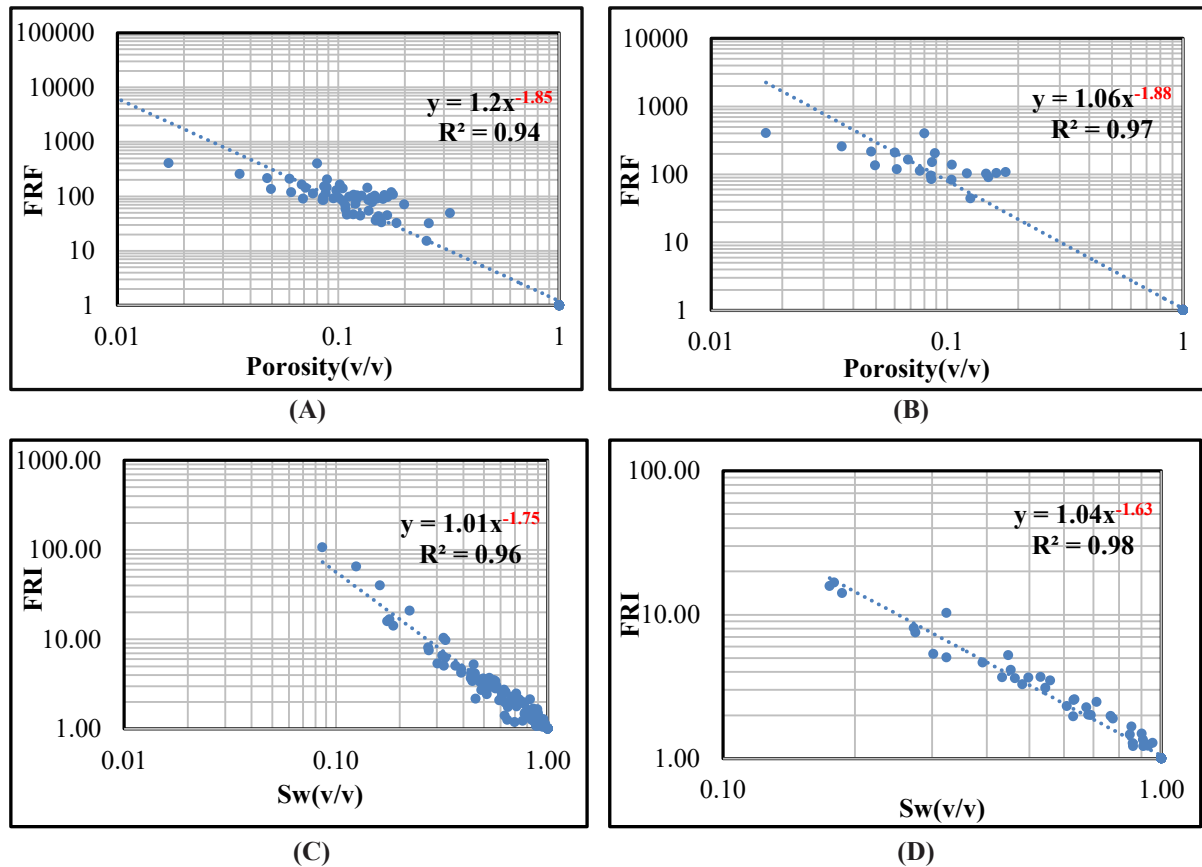 100000
10000
1000
100
10
1
FRF
y = 1.2x-1.85
R² = 0.94
0.01
0.1
1
Porosity(v/v)
(A)
10000
1000
100
10
1
FRF
y = 1.06x-1.88
R² = 0.97
0.01
0.1
1
Porosity(v/v)
(B)
1000.00
100.00
10.00
1.00
FRI
y = 1.01x-1.75
R² = 0.96
0.01
0.10
1.00
Sw(v/v)
(C)
100.00
10.00
1.00
FRI
y = 1.04x-1.63
R² = 0.98
0.10
1.00
Sw(v/v)
(D)